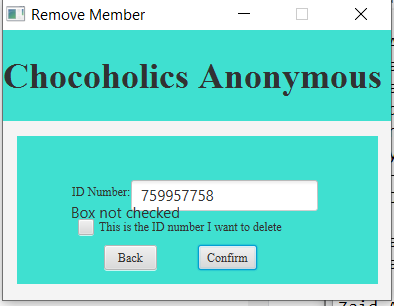 Remove Member
Chocoholics Anonymous
ID Number: 759957758
Box not checked
This is the ID number I want to delete
Back Confirm
Zaid